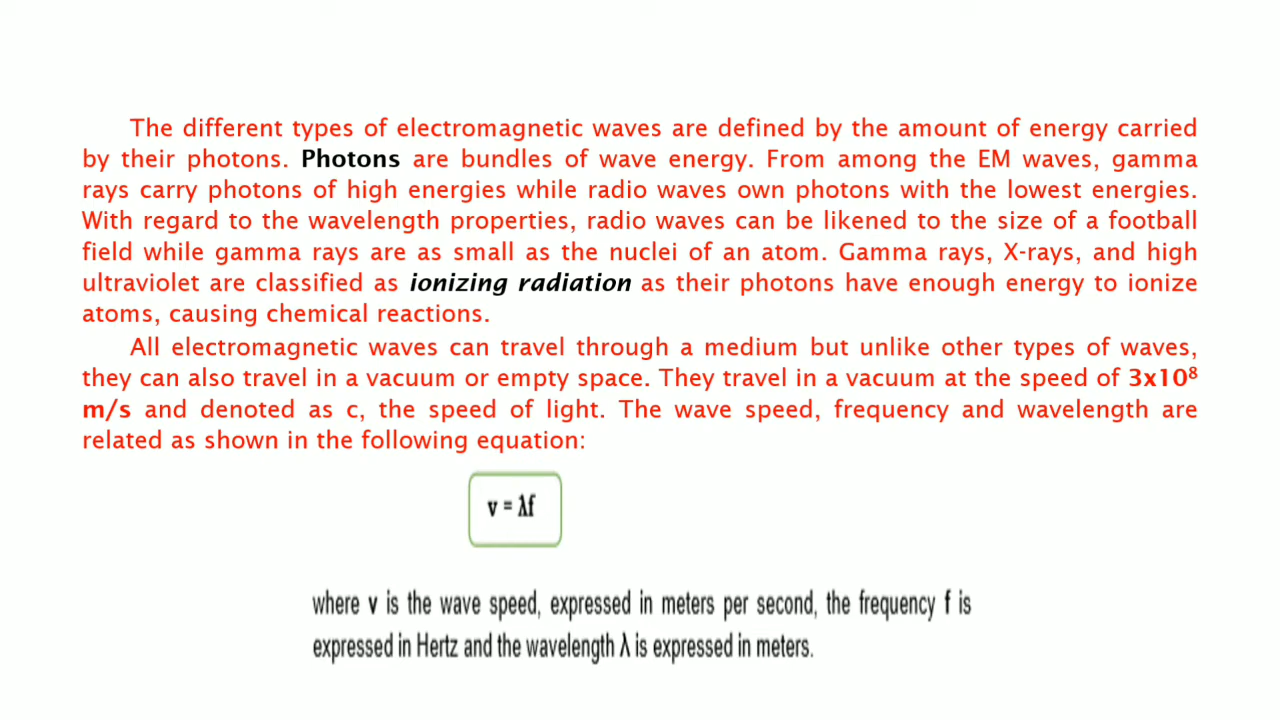 The different types of electromagnetic waves are defined by the amount of energy carried
by their photons. Photons are bundles of wave energy. From among the EM waves, gamma
rays carry photons of high energies while radio waves own photons with the lowest energies.
With regard to the wavelength properties, radio waves can be likened to the size of a football
field while gamma rays are as small as the nuclei of an atom. Gamma rays, X-rays, and high
ultraviolet are classified as ionizing radiation as their photons have enough energy to ionize
atoms, causing chemical reactions.
All electromagnetic waves can travel through a medium but unlike other types of waves,
they can also travel in a vacuum or empty space. They travel in a vacuum at the speed of 3x10⁸
m/s and denoted as c, the speed of light. The wave speed, frequency and wavelength are
related as shown in the following equation:
v = λf
where v is the wave speed, expressed in meters per second, the frequency f is
expressed in Hertz and the wavelength λ is expressed in meters.